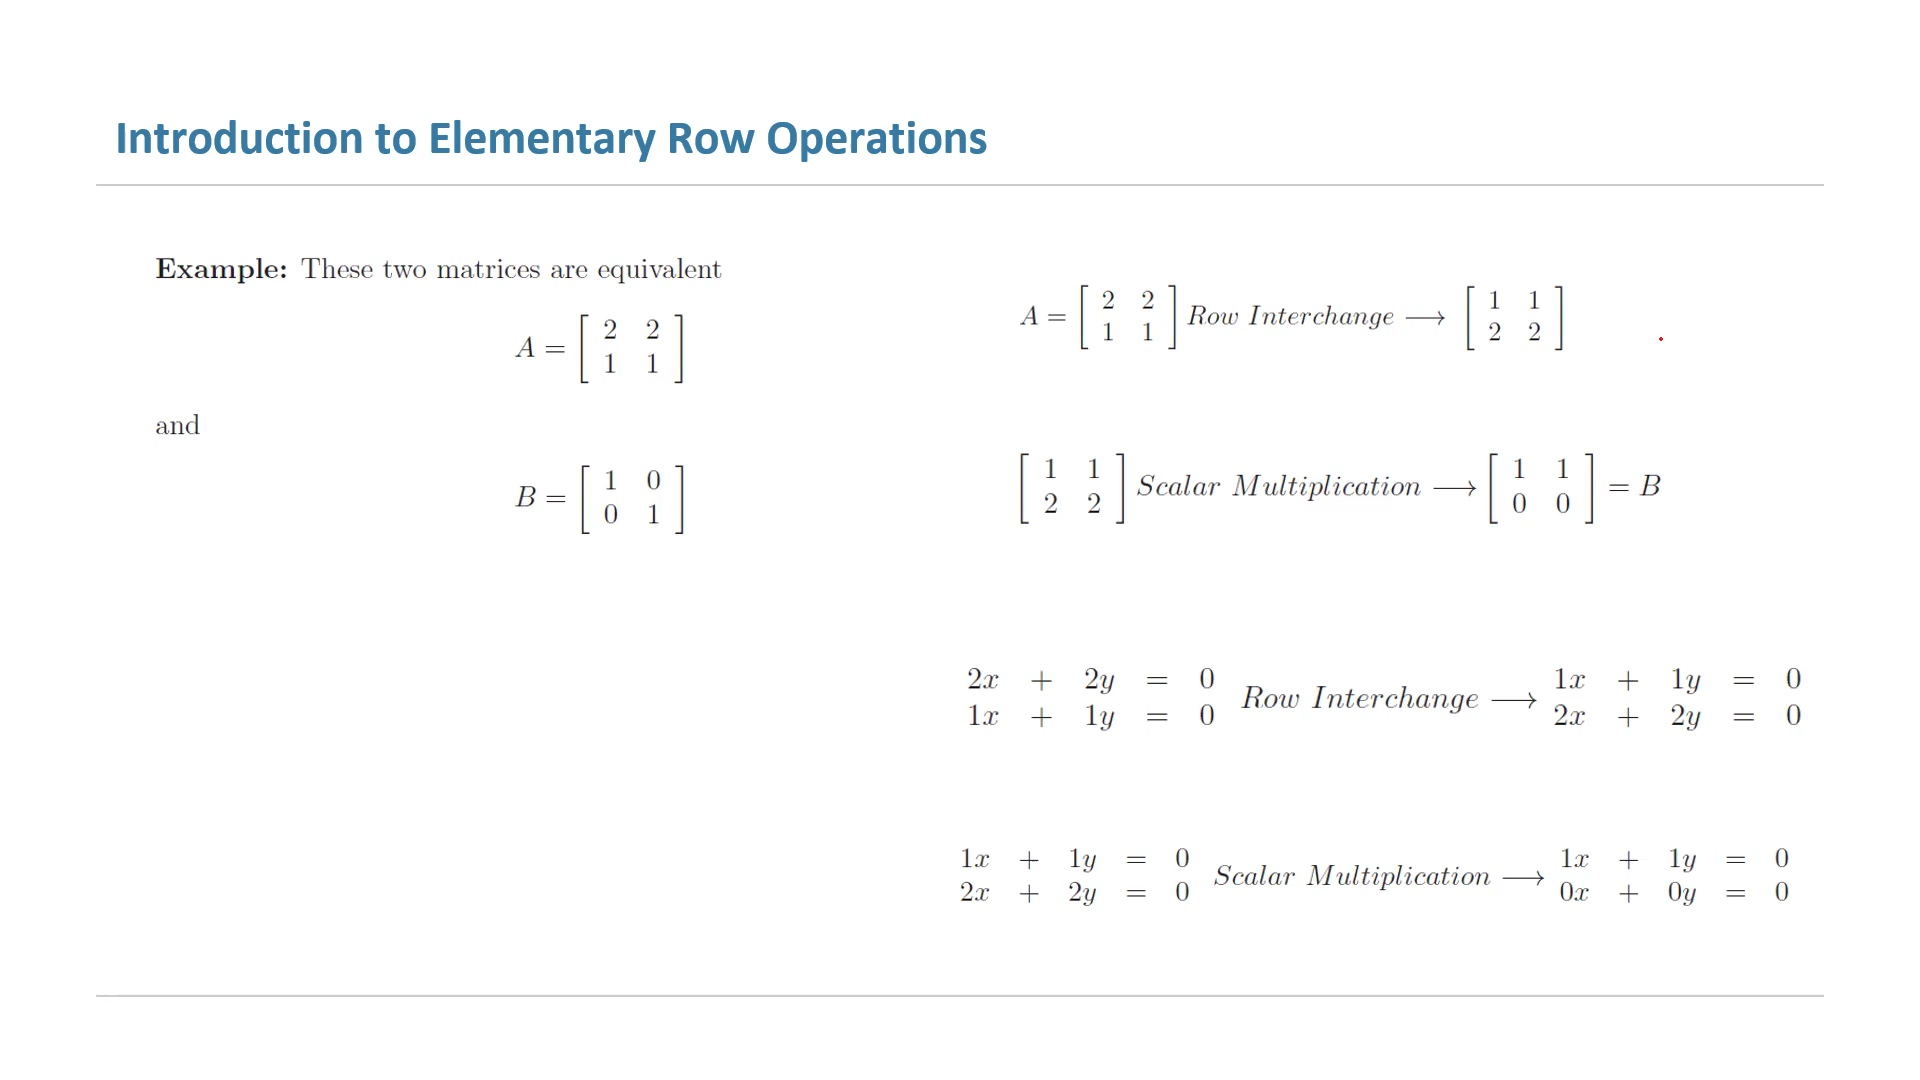 Introduction to Elementary Row Operations
Example: These two matrices are equivalent
A = [ 2 2
1 1 ]
and
B = [ 1 0
0 1 ]
A = [ 2 2
1 1 ] Row Interchange ⟶ [ 1 1
2 2 ]
[ 1 1
2 2 ] Scalar Multiplication ⟶ [ 1 1
0 0 ] = B
2x + 2y = 0
1x + 1y = 0
Row Interchange ⟶
1x + 1y = 0
2x + 2y = 0
1x + 1y = 0
2x + 2y = 0
Scalar Multiplication ⟶
1x + 1y = 0
0x + 0y = 0